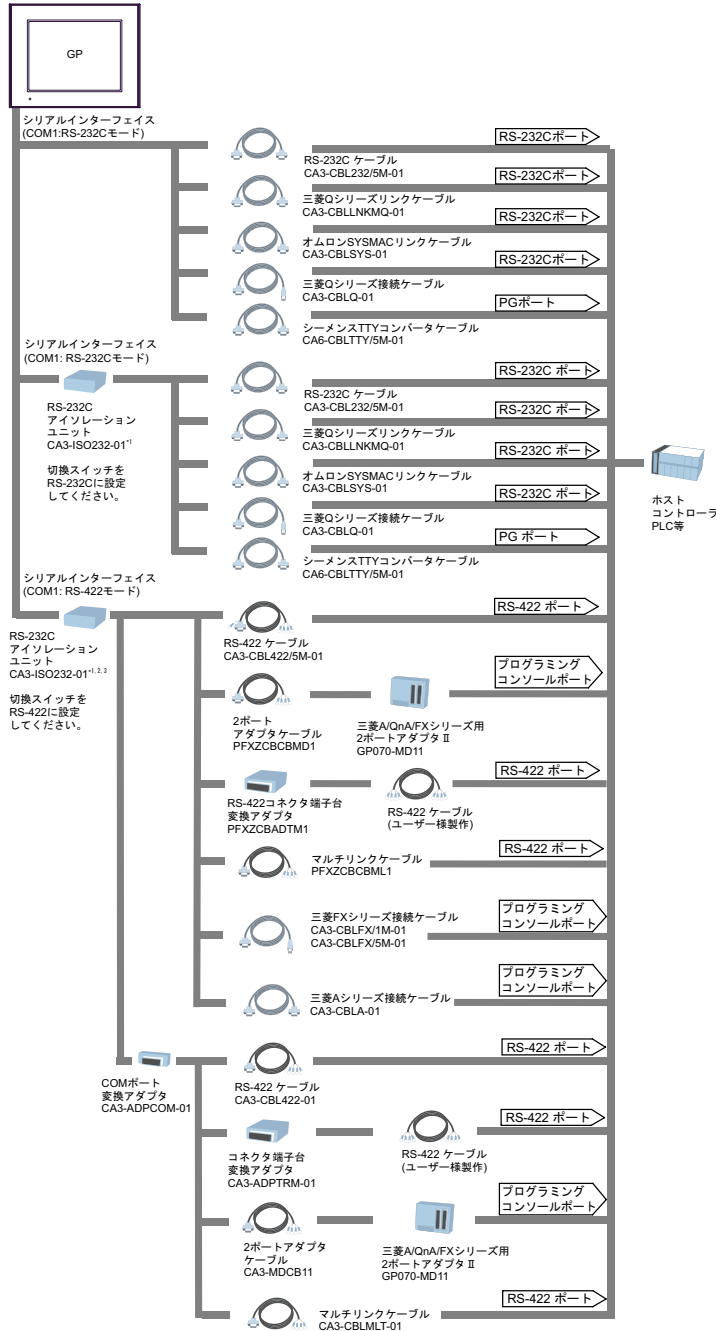 GP
シリアルインターフェイス
(COM1:RS-232Cモード)
RS-232Cポート
RS-232C ケーブル
CA3-CBL232/5M-01
RS-232Cポート
三菱Qシリーズリンクケーブル
CA3-CBLLNKMQ-01
RS-232Cポート
オムロンSYSMACリンクケーブル
CA3-CBLSYS-01
RS-232Cポート
三菱Qシリーズ接続ケーブル
CA3-CBLQ-01
PGポート
シーメンスTTYコンバータケーブル
CA6-CBLTTY/5M-01
シリアルインターフェイス
(COM1: RS-232Cモード)
RS-232C
アイソレーション
ユニット
CA3-ISO232-01*1
切換スイッチを
RS-232Cに設定
してください。
RS-232C ポート
RS-232C ケーブル
CA3-CBL232/5M-01
RS-232C ポート
三菱Qシリーズリンクケーブル
CA3-CBLLNKMQ-01
RS-232C ポート
オムロンSYSMACリンクケーブル
CA3-CBLSYS-01
RS-232C ポート
三菱Qシリーズ接続ケーブル
CA3-CBLQ-01
PG ポート
シーメンスTTYコンバータケーブル
CA6-CBLTTY/5M-01
ホスト
コントローラ
PLC等
シリアルインターフェイス
(COM1: RS-422モード)
RS-232C
アイソレーション
ユニット
CA3-ISO232-01*1, 2, 3
切換スイッチを
RS-422に設定
してください。
RS-422 ポート
RS-422 ケーブル
CA3-CBL422/5M-01
プログラミング
コンソールポート
2ポート
アダプタケーブル
PFXZCBCBMD1
三菱A/QnA/FXシリーズ用
2ポートアダプタ II
GP070-MD11
RS-422 ポート
RS-422コネクタ端子台
変換アダプタ
PFXZCBADTM1
RS-422 ケーブル
(ユーザー様製作)
RS-422 ポート
マルチリンクケーブル
PFXZCBCBML1
プログラミング
コンソールポート
三菱FXシリーズ接続ケーブル
CA3-CBLFX/1M-01
CA3-CBLFX/5M-01
プログラミング
コンソールポート
三菱Aシリーズ接続ケーブル
CA3-CBLA-01
COMポート
変換アダプタ
CA3-ADPCOM-01
RS-422 ポート
RS-422 ケーブル
CA3-CBL422-01
RS-422 ポート
コネクタ端子台
変換アダプタ
CA3-ADPTRM-01
RS-422 ケーブル
(ユーザー様製作)
プログラミング
コンソールポート
2ポートアダプタ
ケーブル
CA3-MDCB11
三菱A/QnA/FXシリーズ用
2ポートアダプタ II
GP070-MD11
RS-422 ポート
マルチリンクケーブル
CA3-CBLMLT-01